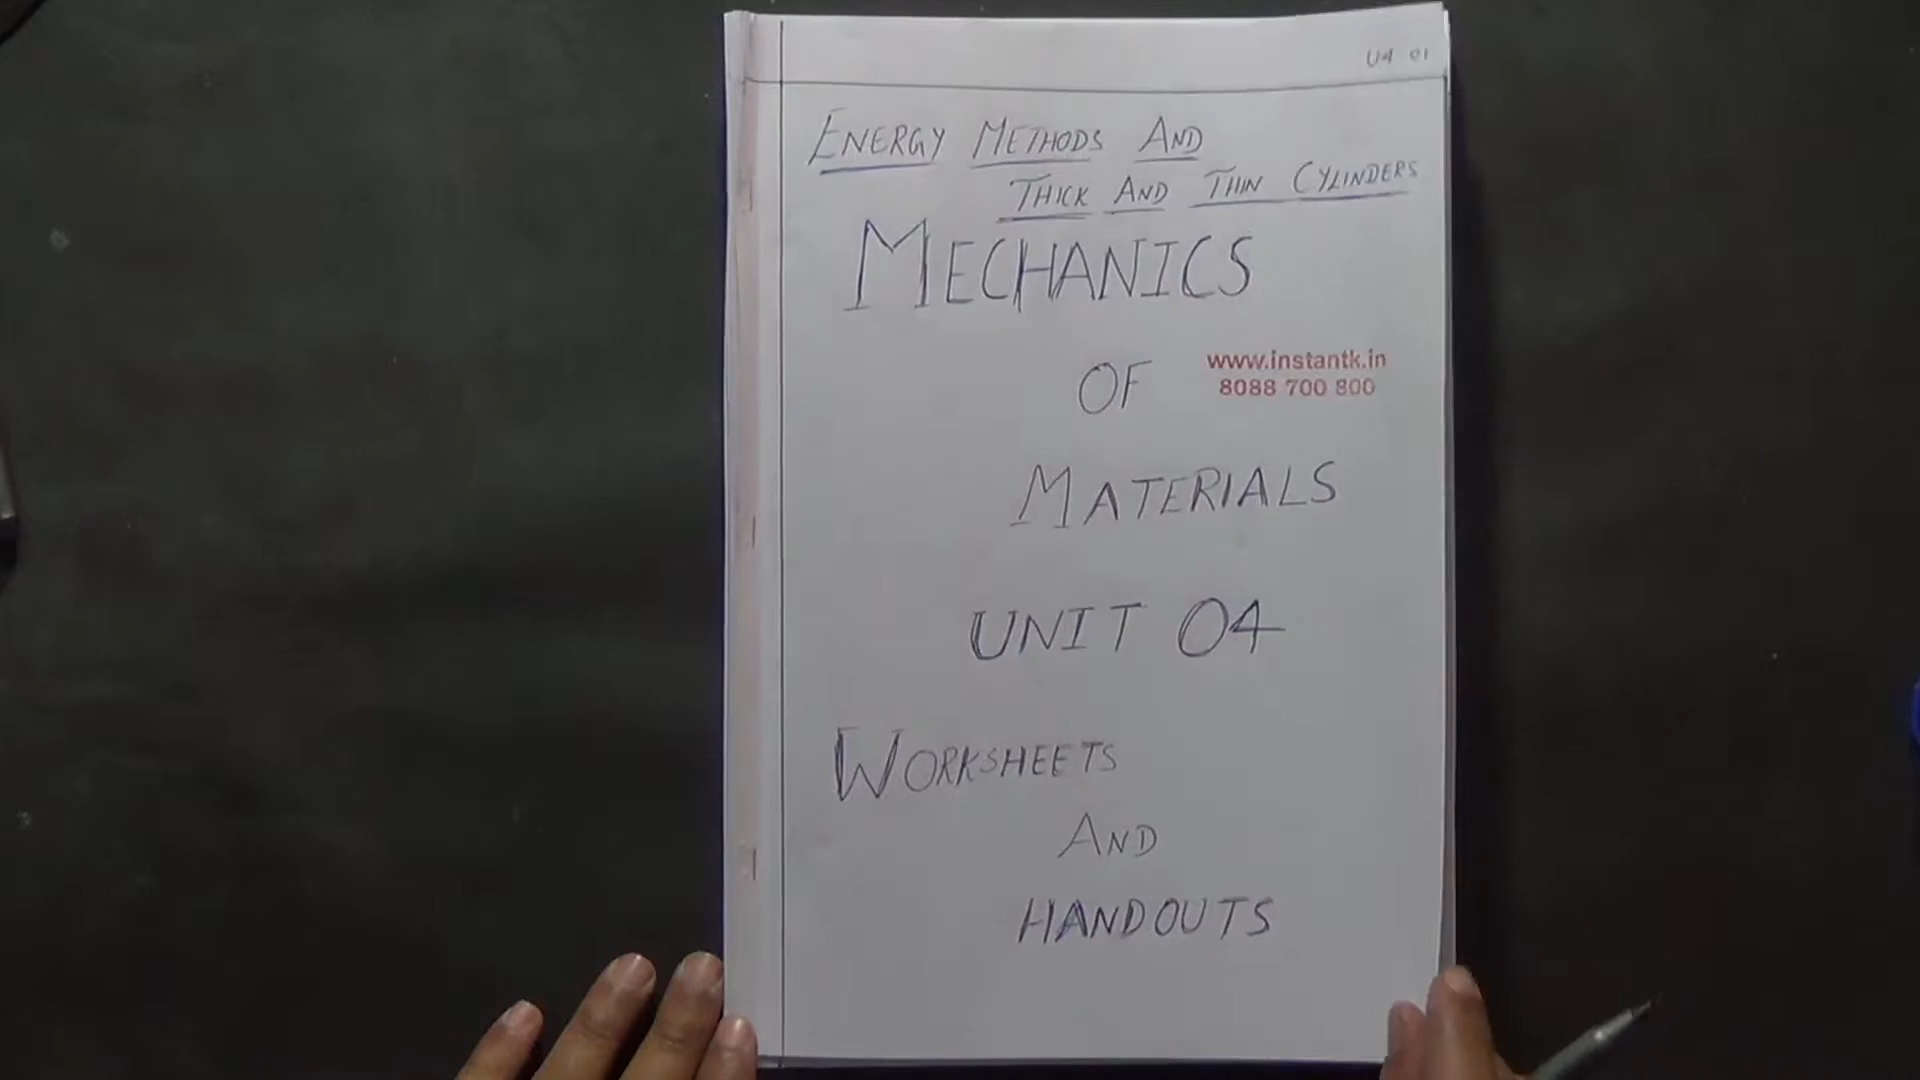 U4 01
ENERGY METHODS AND
THICK AND THIN CYLINDERS
MECHANICS
OF
www.instantk.in
8088 700 800
MATERIALS
UNIT 04
WORKSHEETS
AND
HANDOUTS